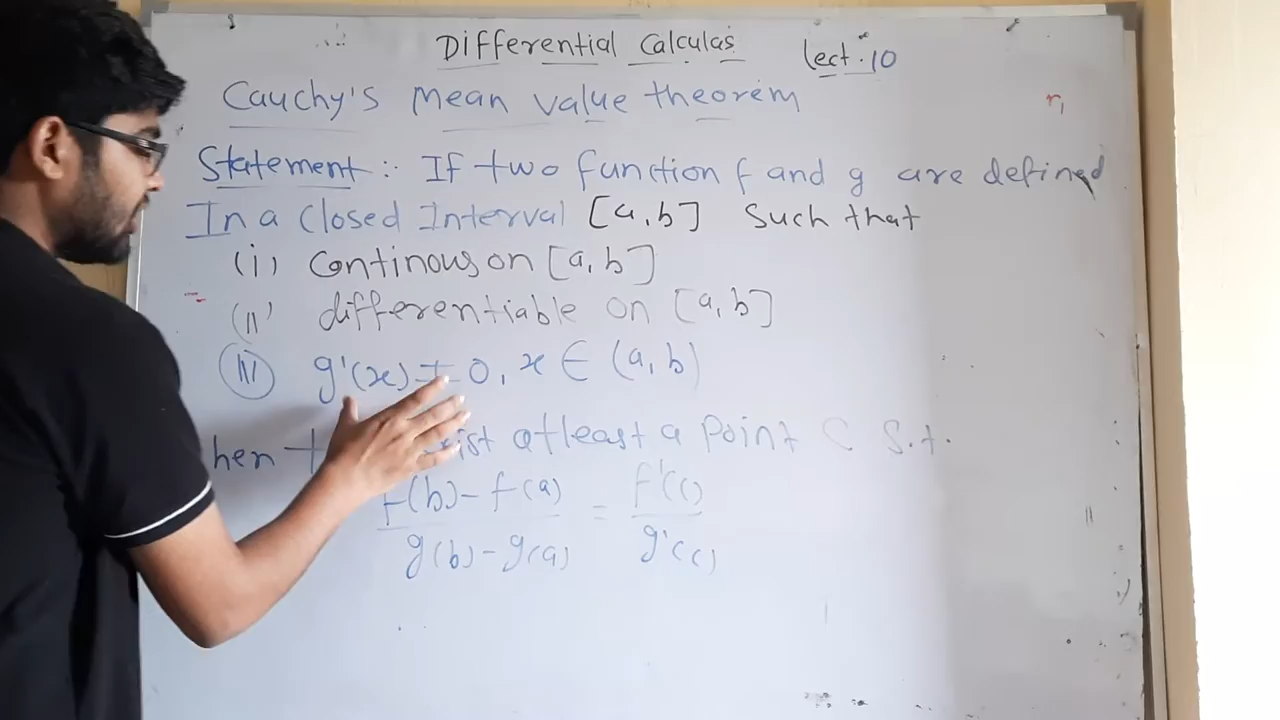 Differential Calculas Lect. 10
Cauchy's mean value theorem
Statement :- If two function f and g are defined
In a closed Interval [a,b] Such that
(i) Continous on [a,b]
(ii) differentiable on [a,b]
(iii) g'(x) ≠ 0, x ∈ (a,b)
hen atleast a Point C S.t.
f(b)-f(a) / g(b)-g(a) = f'(c) / g'(c)